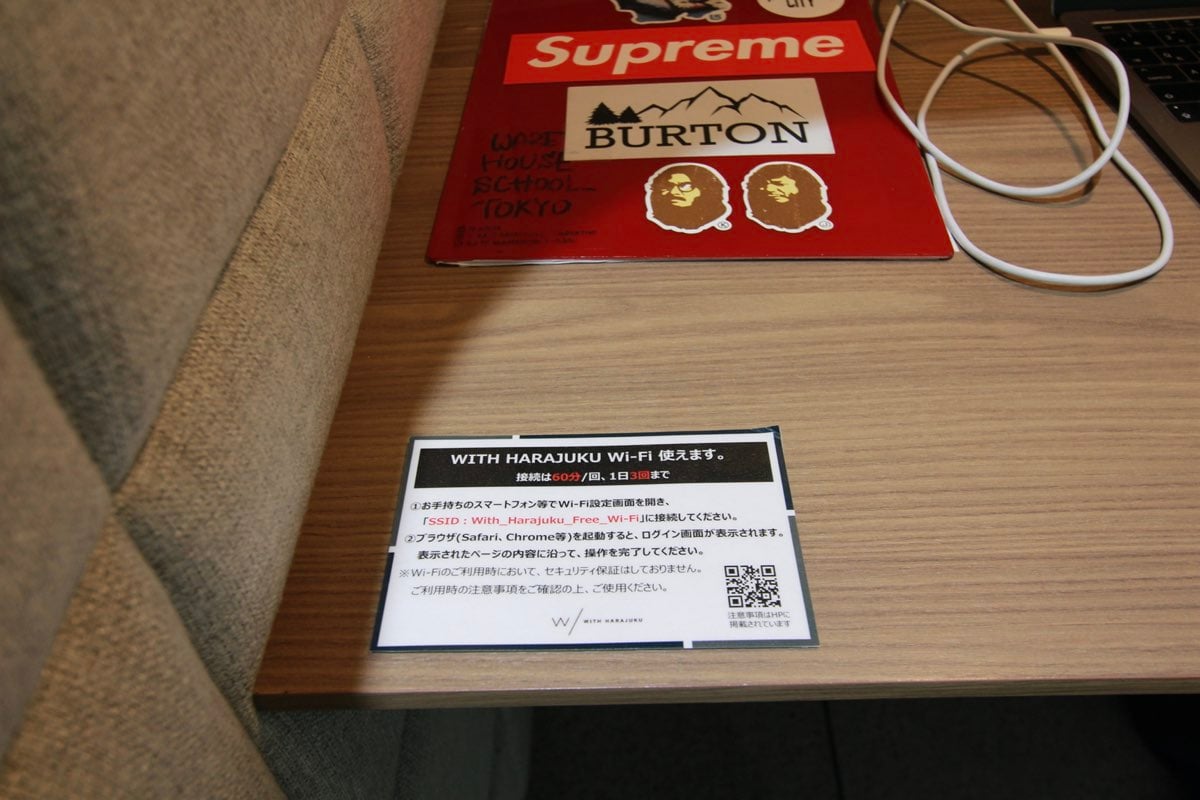 CITY
Supreme
BURTON
WARE
HOUSE
SCHOOL_
TOKYO
WITH HARAJUKU Wi-Fi 使えます。
接続は60分/回、1日3回まで
①お手持ちのスマートフォン等でWi-Fi設定画面を開き、
「SSID：With_Harajuku_Free_Wi-Fi」に接続してください。
②ブラウザ(Safari、Chrome等)を起動すると、ログイン画面が表示されます。
表示されたページの内容に沿って、操作を完了してください。
※Wi-Fiのご利用時において、セキュリティ保証はしておりません。
ご利用時の注意事項をご確認の上、ご使用ください。
注意事項はHPに
掲載されています
W/ WITH HARAJUKU